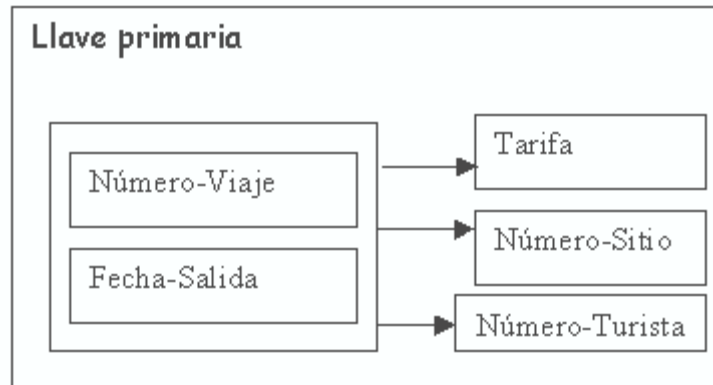 Llave primaria
Número-Viaje
Fecha-Salida
Tarifa
Número-Sitio
Número-Turista